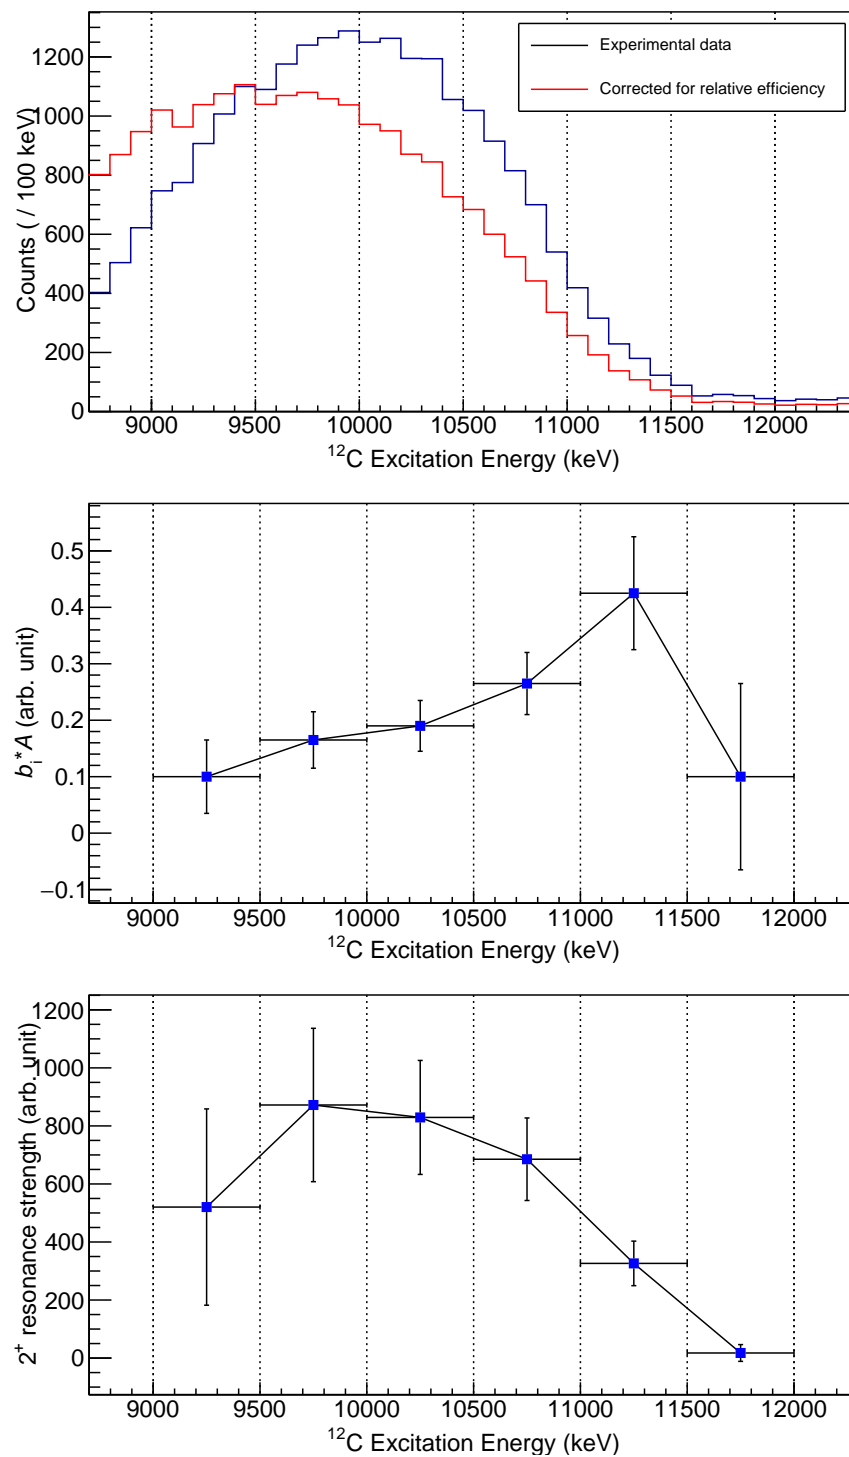 Counts ( / 100 keV)
1200
1000
800
600
400
200
0
Experimental data
Corrected for relative efficiency
9000 9500 10000 10500 11000 11500 12000
¹²C Excitation Energy (keV)
bᵢ*A (arb. unit)
0.5
0.4
0.3
0.2
0.1
0
−0.1
9000 9500 10000 10500 11000 11500 12000
¹²C Excitation Energy (keV)
2⁺ resonance strength (arb. unit)
1200
1000
800
600
400
200
0
9000 9500 10000 10500 11000 11500 12000
¹²C Excitation Energy (keV)